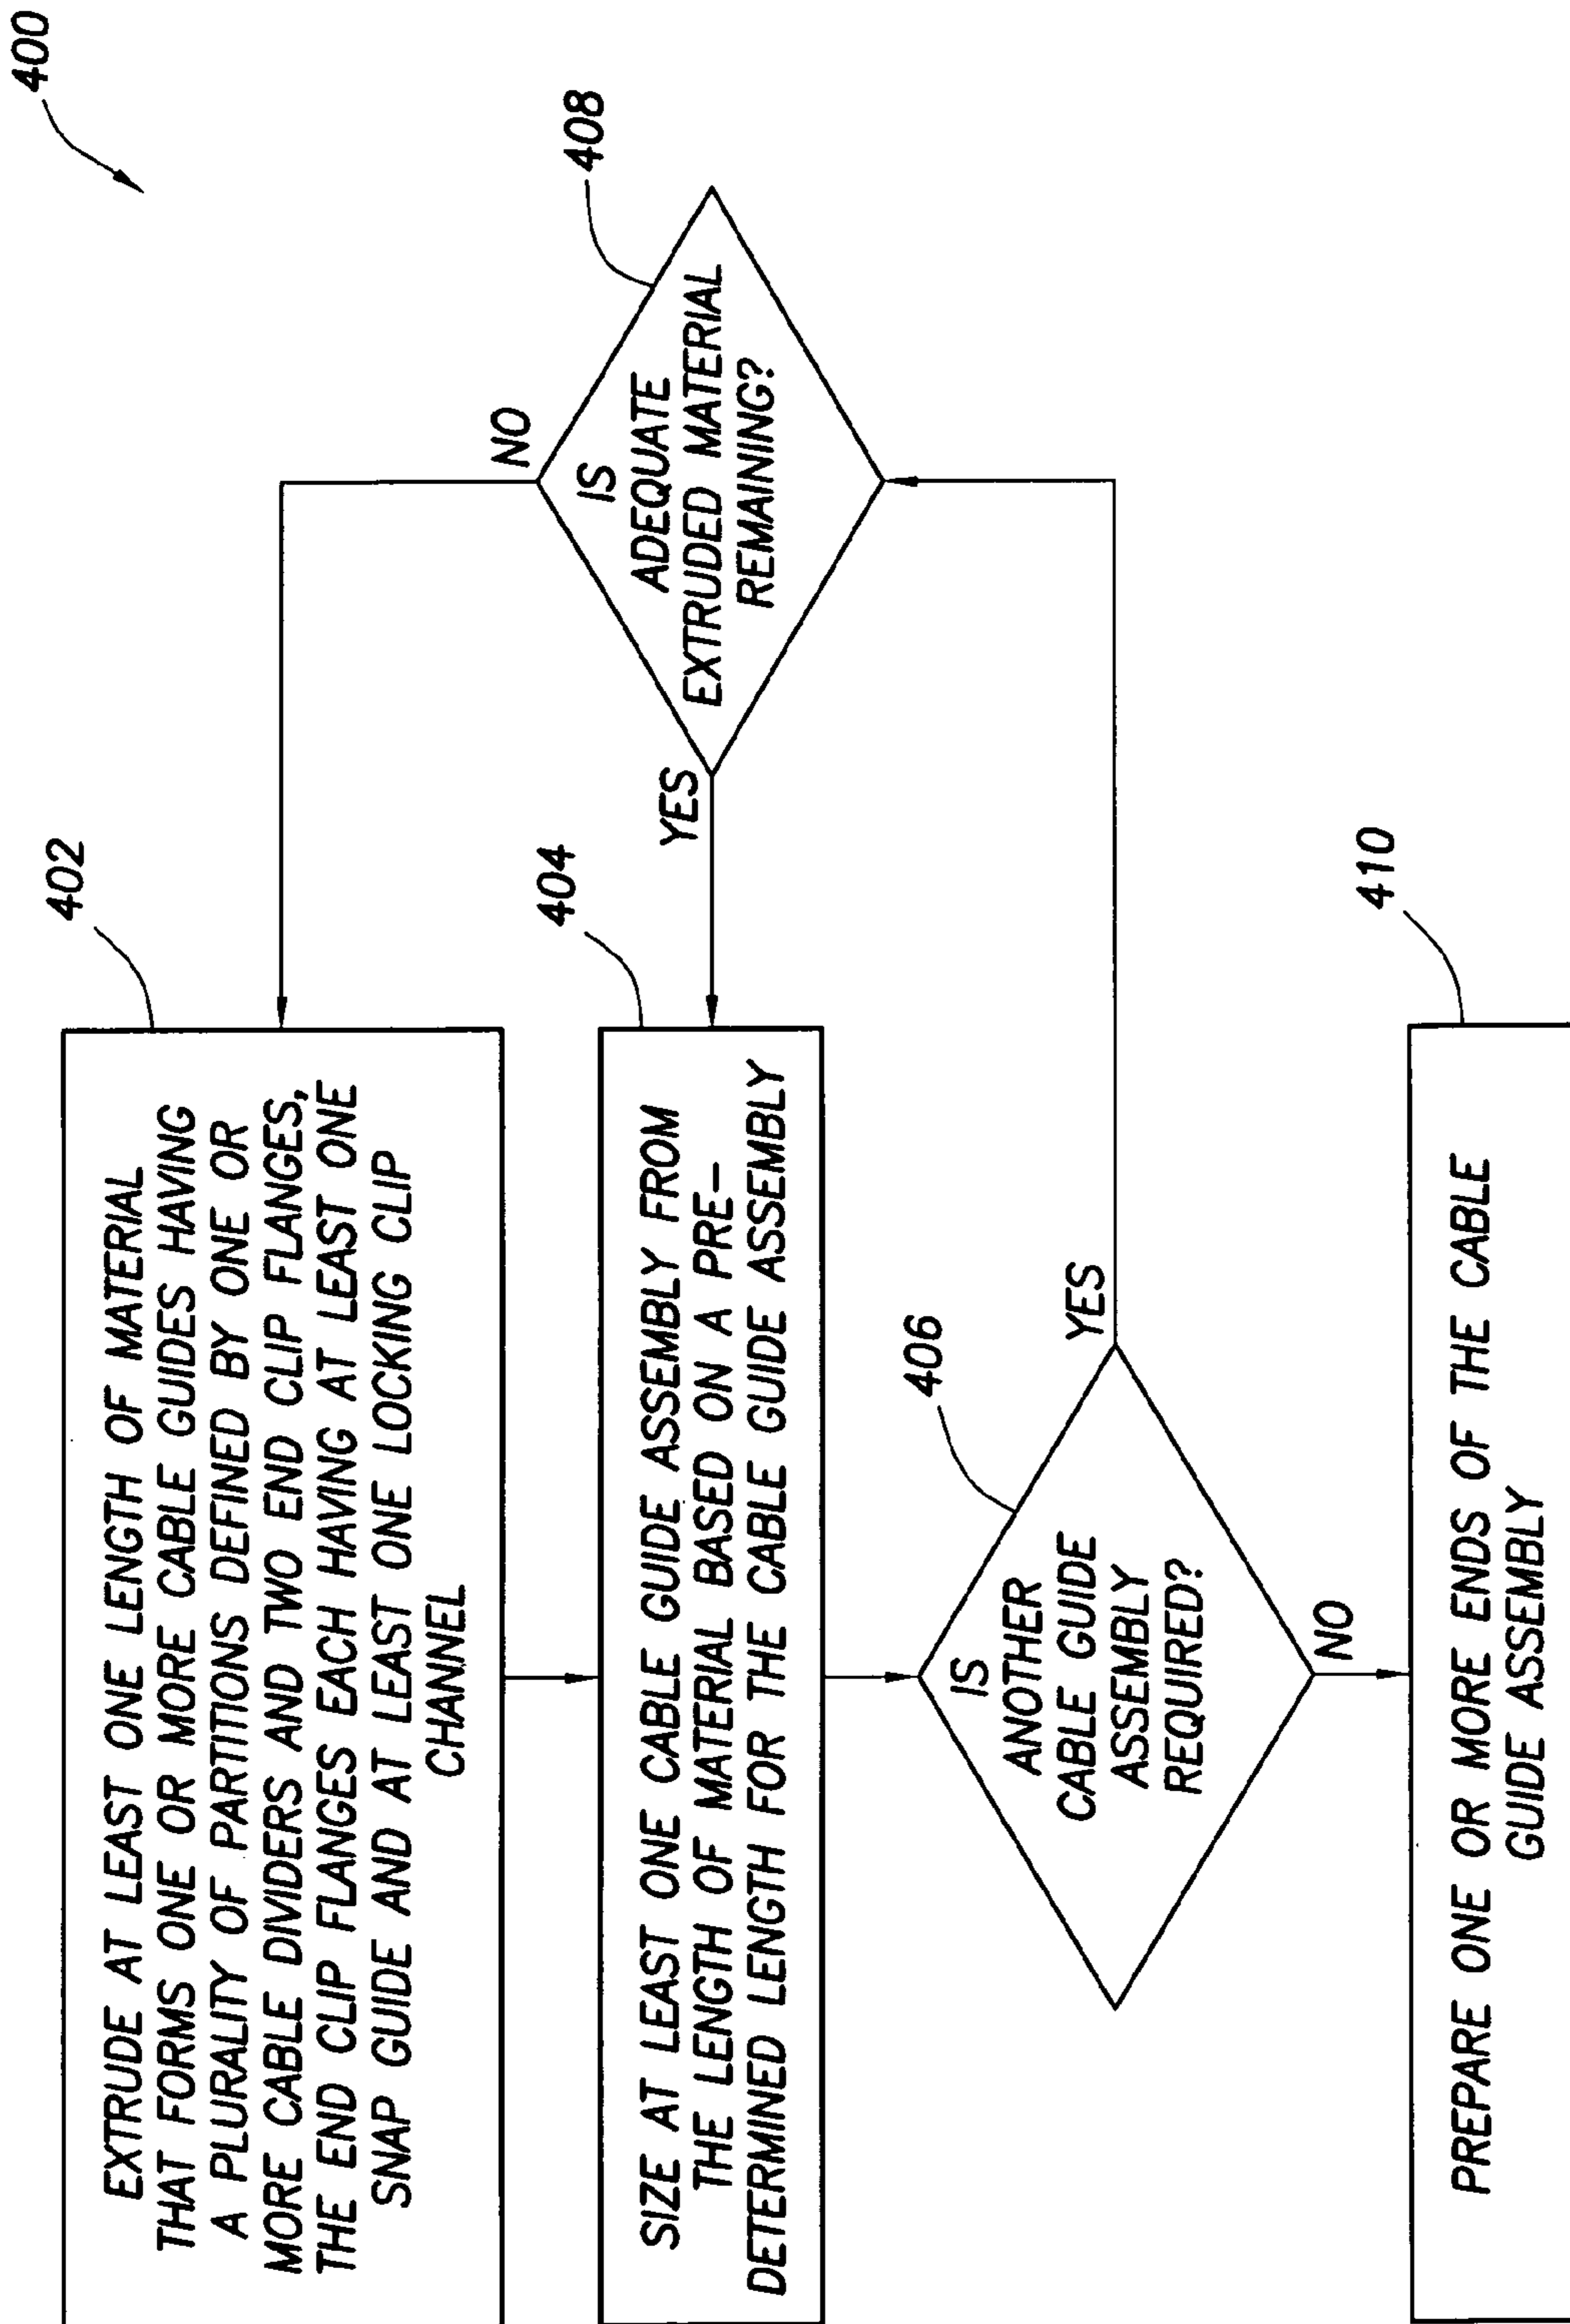 400
402
EXTRUDE AT LEAST ONE LENGTH OF MATERIAL
THAT FORMS ONE OR MORE CABLE GUIDES HAVING
A PLURALITY OF PARTITIONS DEFINED BY ONE OR
MORE CABLE DIVIDERS AND TWO END CLIP FLANGES,
THE END CLIP FLANGES EACH HAVING AT LEAST ONE
SNAP GUIDE AND AT LEAST ONE LOCKING CLIP
CHANNEL
NO
404
SIZE AT LEAST ONE CABLE GUIDE ASSEMBLY FROM
THE LENGTH OF MATERIAL BASED ON A PRE-
DETERMINED LENGTH FOR THE CABLE GUIDE ASSEMBLY
YES
408
IS
ADEQUATE
EXTRUDED MATERIAL
REMAINING?
406
IS
ANOTHER
CABLE GUIDE
ASSEMBLY
REQUIRED?
YES
NO
410
PREPARE ONE OR MORE ENDS OF THE CABLE
GUIDE ASSEMBLY